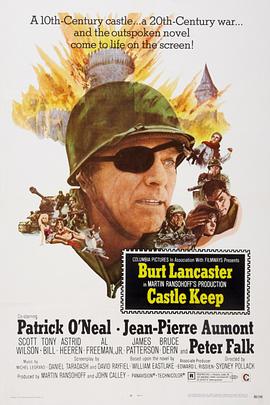 A 10th-Century castle... a 20th-Century war...
and the outspoken novel
come to life on the screen!
COLUMBIA PICTURES In Association With FILMWAYS Presents
Burt Lancaster
in MARTIN RANSOHOFF'S PRODUCTION
Castle Keep
Co-starring
Patrick O'Neal · Jean-Pierre Aumont
SCOTT TONY ASTRID AL JAMES BRUCE and
WILSON · BILL · HEEREN · FREEMAN, JR · PATTERSON · DERN Peter Falk
Music by Screenplay by Based upon the novel by Associate Producer Directed by
MICHEL LEGRAND · DANIEL TARADASH and DAVID RAYFIEL · WILLIAM EASTLAKE · EDWARD L. RISSIEN · SYDNEY POLLACK
Produced by MARTIN RANSOHOFF and JOHN CALLEY · PANAVISION® · TECHNICOLOR®
R